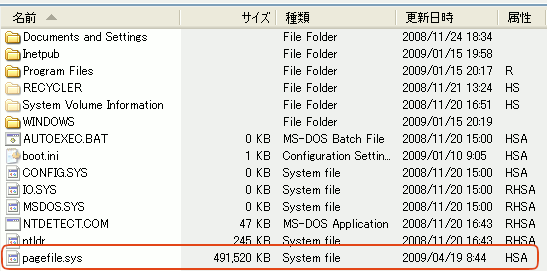 名前 サイズ 種類 更新日時 属性
Documents and Settings File Folder 2008/11/24 18:34
Inetpub File Folder 2009/01/15 19:58
Program Files File Folder 2009/01/15 20:17 R
RECYCLER File Folder 2008/11/21 13:24 HS
System Volume Information File Folder 2008/11/20 16:51 HS
WINDOWS File Folder 2009/01/15 20:19
AUTOEXEC.BAT 0 KB MS-DOS Batch File 2008/11/20 15:00 HSA
boot.ini 1 KB Configuration Settin... 2009/01/10 9:05 HSA
CONFIG.SYS 0 KB System file 2008/11/20 15:00 HSA
IO.SYS 0 KB System file 2008/11/20 15:00 RHSA
MSDOS.SYS 0 KB System file 2008/11/20 15:00 RHSA
NTDETECT.COM 47 KB MS-DOS Application 2008/11/20 16:43 RHSA
ntldr 245 KB System file 2008/11/20 16:43 RHSA
pagefile.sys 491,520 KB System file 2009/04/19 8:44 HSA